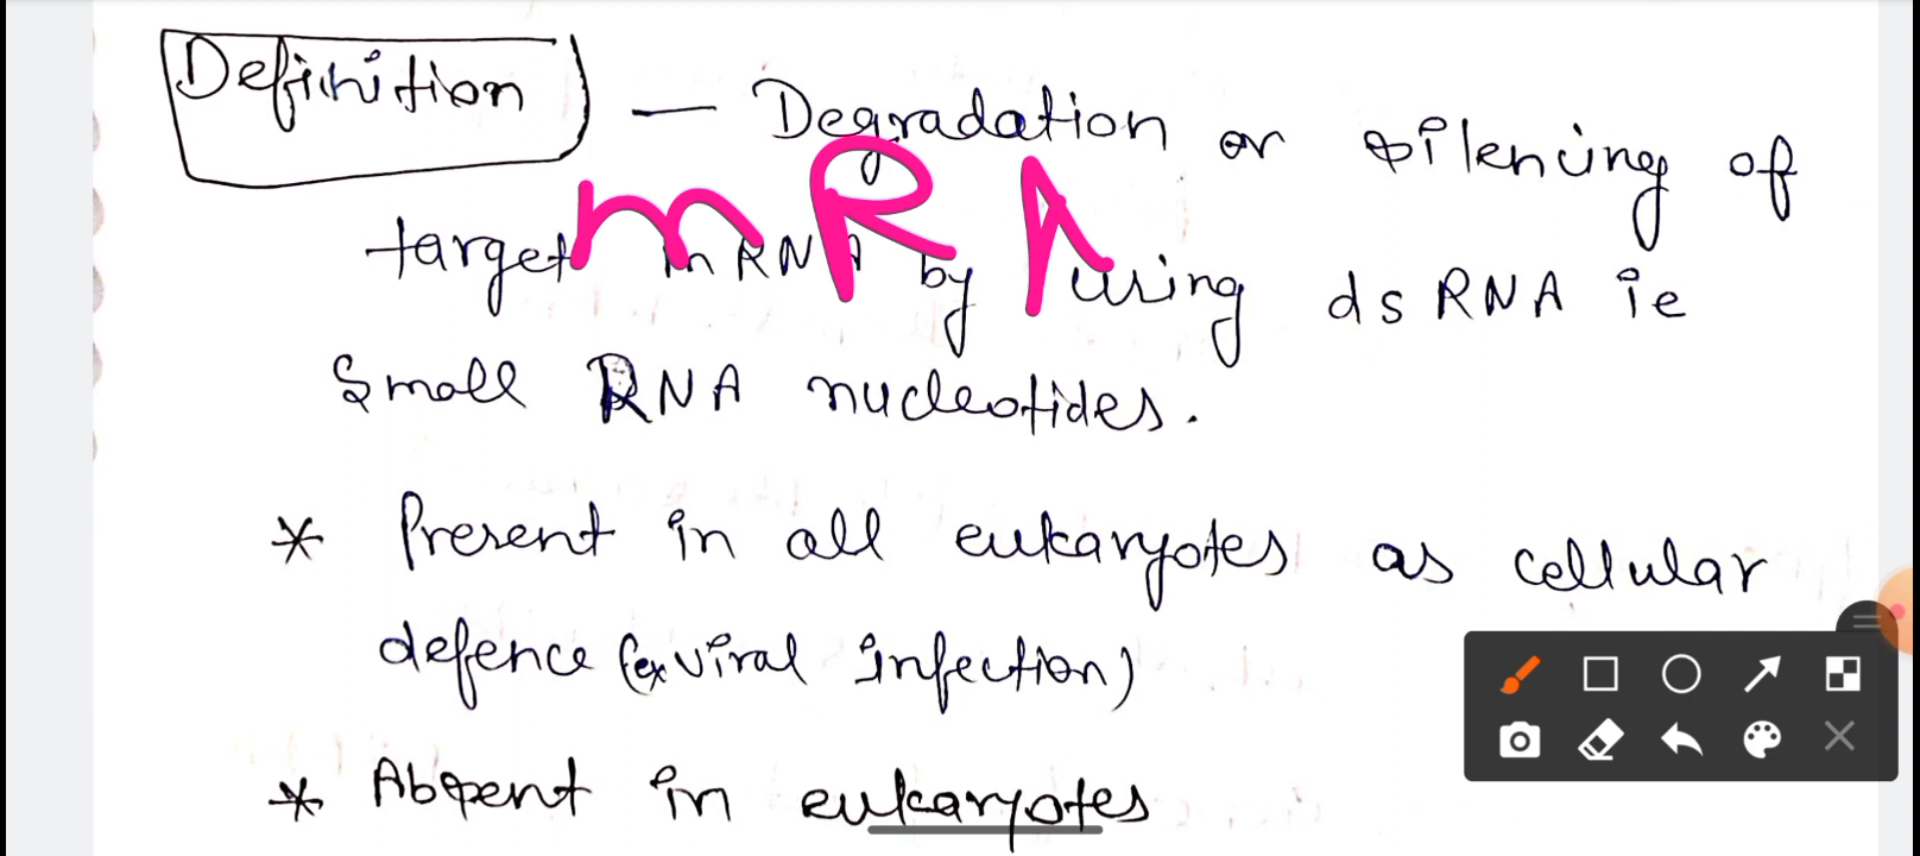 Definition — Degradation or silencing of
target mRNA by using dsRNA ie
mRA
Small RNA nucleotides.
* Present in all eukaryotes as cellular
defence (ex viral infection)
* Absent in eukaryotes